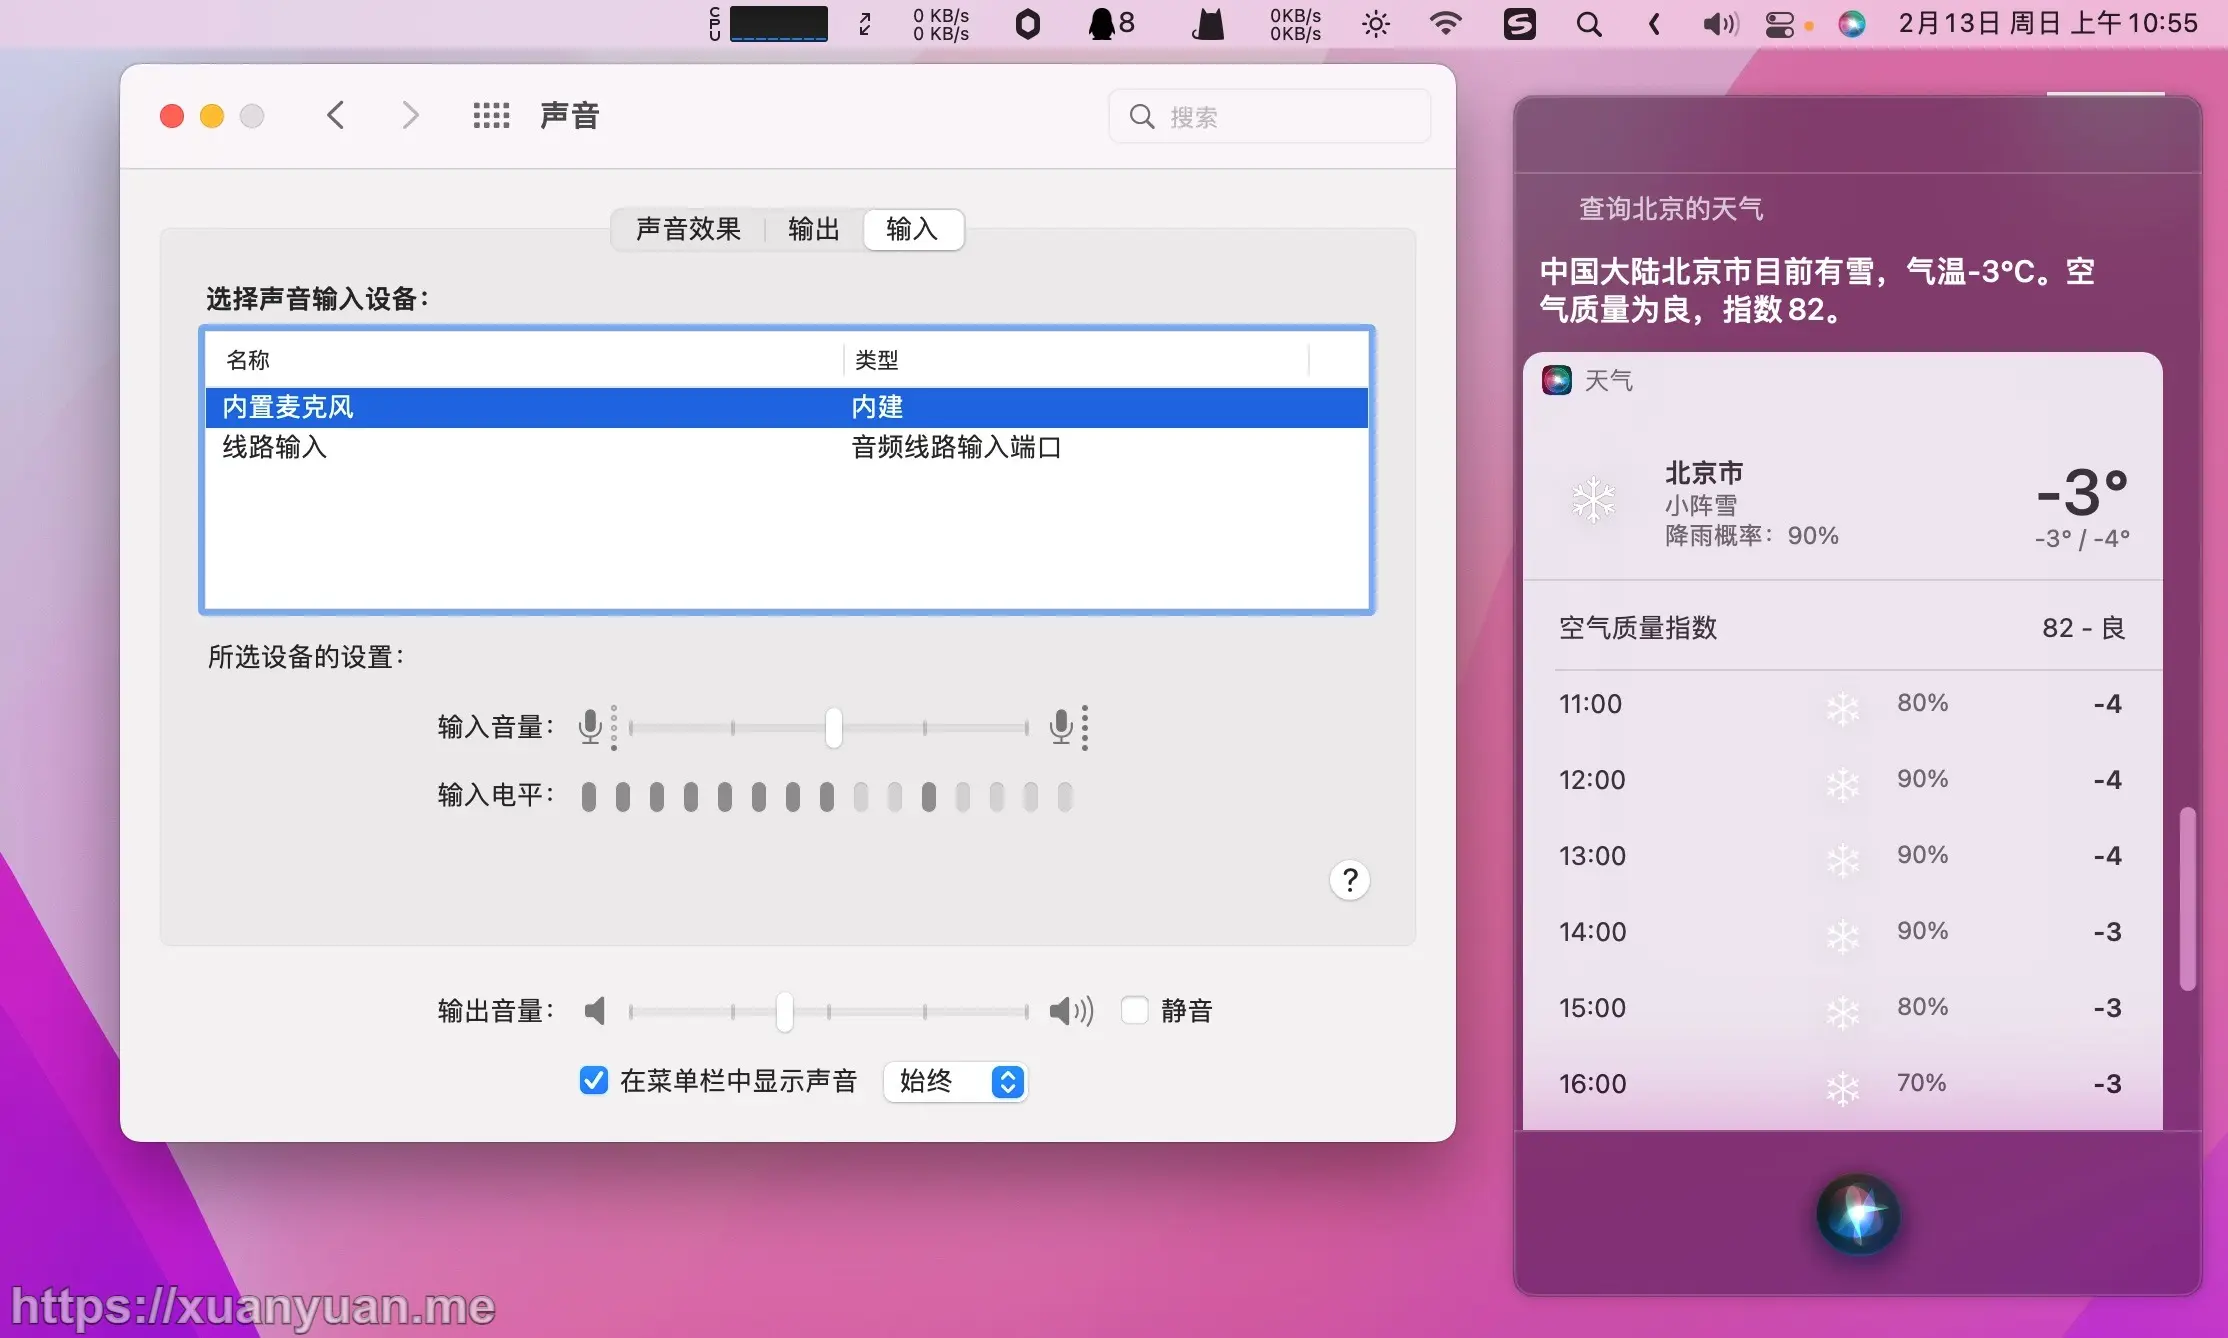 CPU
0 KB/s
0 KB/s
8
0KB/s
0KB/s
2月13日 周日 上午10:55
声音
搜索
声音效果
输出
输入
选择声音输入设备：
名称
类型
内置麦克风
内建
线路输入
音频线路输入端口
所选设备的设置：
输入音量：
输入电平：
?
输出音量：
静音
在菜单栏中显示声音
始终
查询北京的天气
中国大陆北京市目前有雪，气温-3°C。空
气质量为良，指数82。
天气
北京市
小阵雪
降雨概率：90%
-3°
-3° / -4°
空气质量指数
82 - 良
11:00 80% -4
12:00 90% -4
13:00 90% -4
14:00 90% -3
15:00 80% -3
16:00 70% -3
https://xuanyuan.me